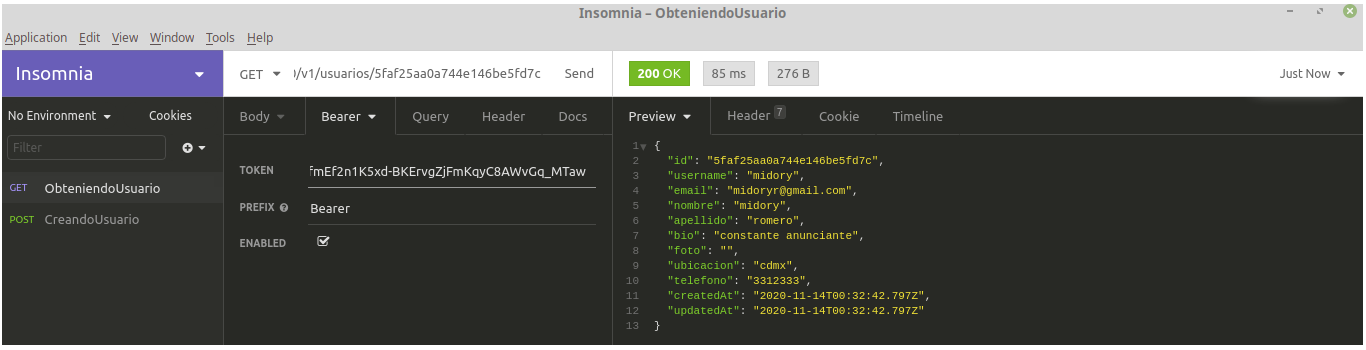 Insomnia – ObteniendoUsuario
Application Edit View Window Tools Help
Insomnia
GET /v1/usuarios/5faf25aa0a744e146be5fd7c Send
200 OK 85 ms 276 B Just Now
No Environment Cookies
Body Bearer Query Header Docs
Preview Header 7 Cookie Timeline
Filter
GET ObteniendoUsuario
POST CreandoUsuario
TOKEN fmEf2n1K5xd-BKErvgZjFmKqyC8AWvGq_MTaw
PREFIX Bearer
ENABLED
1 {
2 "id": "5faf25aa0a744e146be5fd7c",
3 "username": "midory",
4 "email": "midoryr@gmail.com",
5 "nombre": "midory",
6 "apellido": "romero",
7 "bio": "constante anunciante",
8 "foto": "",
9 "ubicacion": "cdmx",
10 "telefono": "3312333",
11 "createdAt": "2020-11-14T00:32:42.797Z",
12 "updatedAt": "2020-11-14T00:32:42.797Z"
13 }